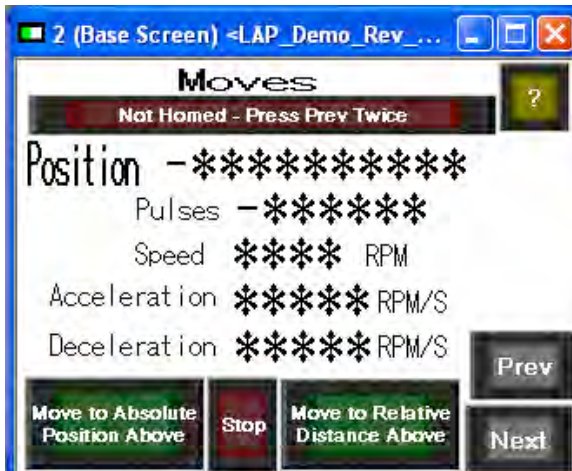 2 (Base Screen) <LAP_Demo_Rev_...
Moves
?
Not Homed - Press Prev Twice
Position -**********
Pulses -******
Speed **** RPM
Acceleration *****RPM/S
Deceleration *****RPM/S
Prev
Move to Absolute
Position Above
Stop
Move to Relative
Distance Above
Next